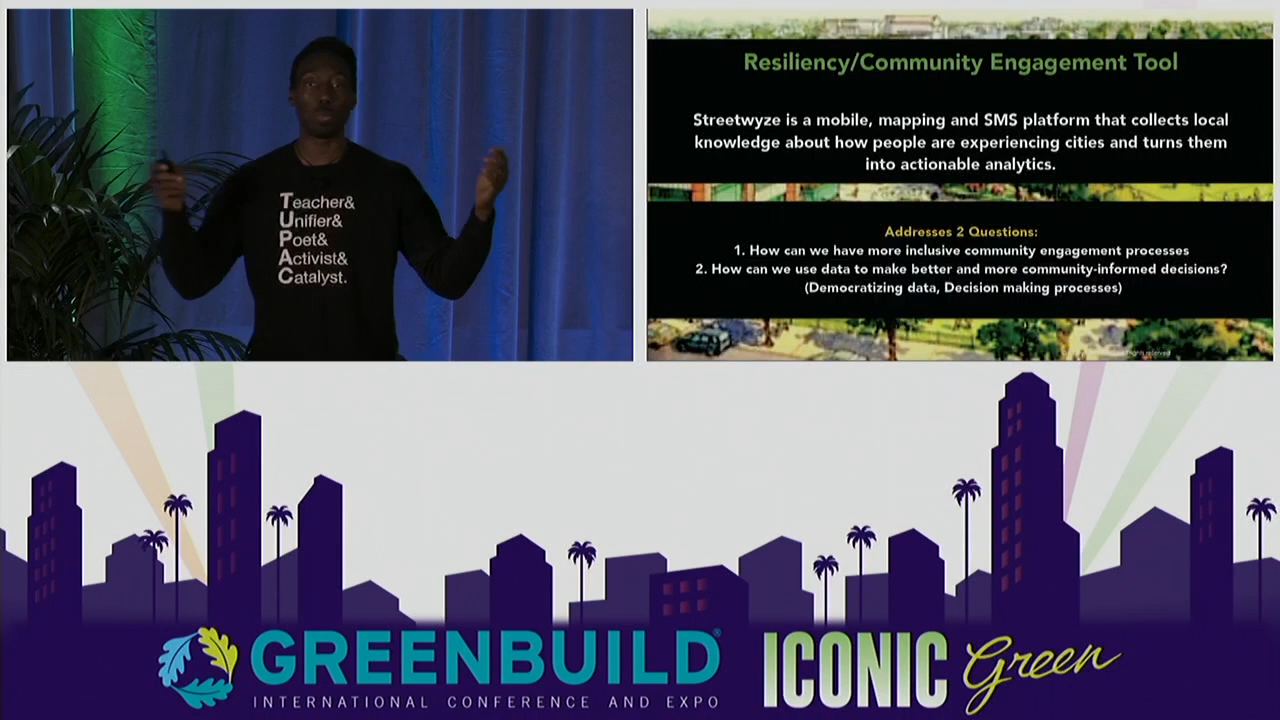 Teacher&
Unifier&
Poet&
Activist&
Catalyst.
Resiliency/Community Engagement Tool
Streetwyze is a mobile, mapping and SMS platform that collects local
knowledge about how people are experiencing cities and turns them
into actionable analytics.
Addresses 2 Questions:
1. How can we have more inclusive community engagement processes
2. How can we use data to make better and more community-informed decisions?
(Democratizing data, Decision making processes)
rights reserved
GREENBUILD®
INTERNATIONAL CONFERENCE AND EXPO
ICONIC Green